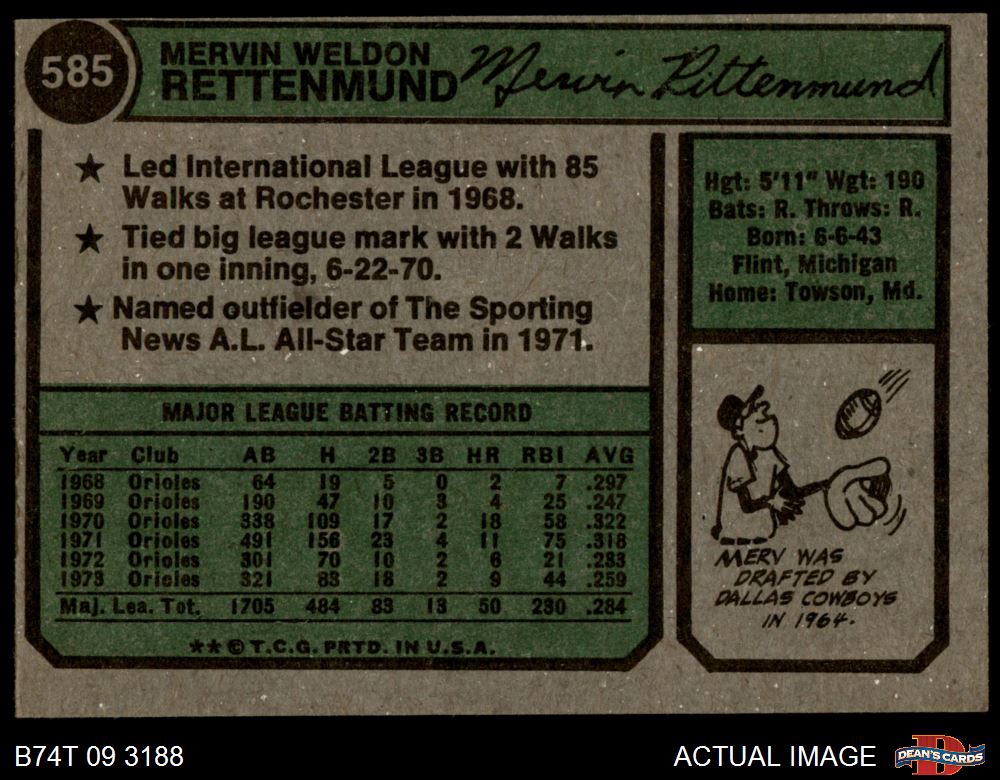 585
MERVIN WELDON
RETTENMUND
Mervin Rettenmund
★ Led International League with 85
Walks at Rochester in 1968.
★ Tied big league mark with 2 Walks
in one inning, 6-22-70.
★ Named outfielder of The Sporting
News A.L. All-Star Team in 1971.
Hgt: 5'11" Wgt: 190
Bats: R. Throws: R.
Born: 6-6-43
Flint, Michigan
Home: Towson, Md.
MAJOR LEAGUE BATTING RECORD
Year Club AB H 2B 3B HR RBI AVG
1968 Orioles 64 19 5 0 2 7 .297
1969 Orioles 190 47 10 3 4 25 .247
1970 Orioles 338 109 17 2 18 58 .322
1971 Orioles 491 156 23 4 11 75 .318
1972 Orioles 301 70 10 2 6 21 .233
1973 Orioles 321 83 18 2 9 44 .259
Maj. Lea. Tot. 1705 484 83 13 50 230 .284
**© T.C.G. PRTD. IN U.S.A.
MERV WAS
DRAFTED BY
DALLAS COWBOYS
IN 1964.
B74T 09 3188
ACTUAL IMAGE
DEAN'S CARDS